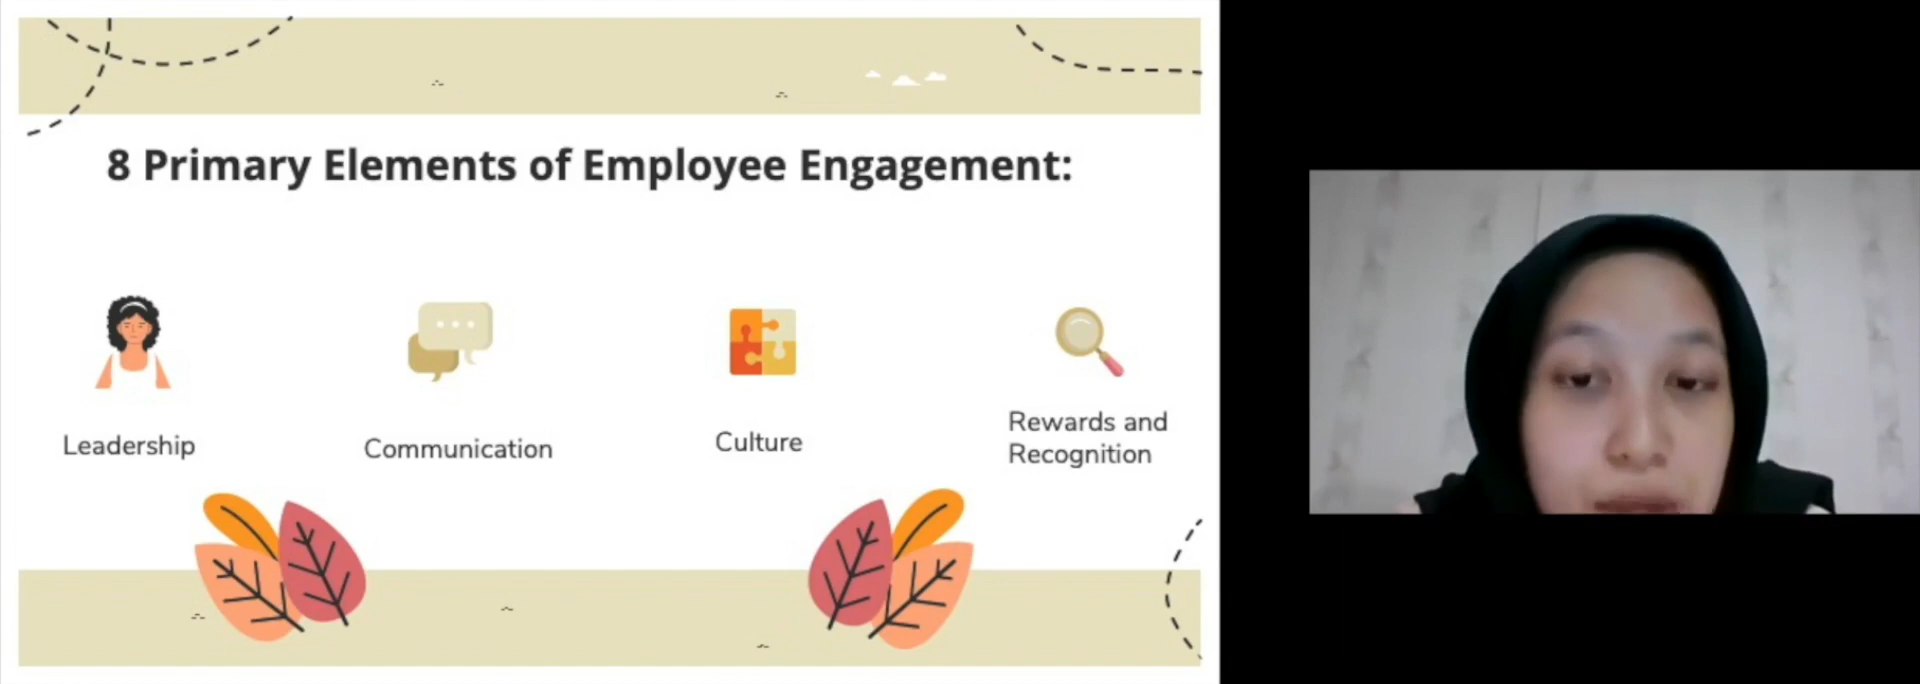 8 Primary Elements of Employee Engagement:
Leadership
Communication
Culture
Rewards and
Recognition